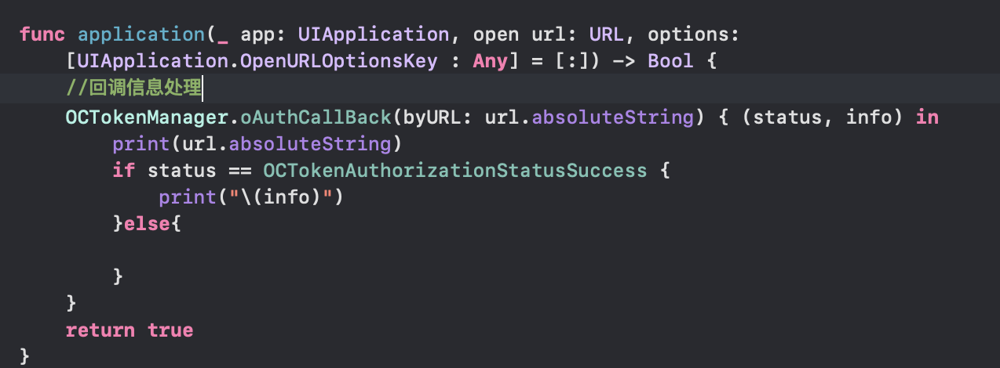 func application(_ app: UIApplication, open url: URL, options:
[UIApplication.OpenURLOptionsKey : Any] = [:]) -> Bool {
//回调信息处理
OCTokenManager.oAuthCallBack(byURL: url.absoluteString) { (status, info) in
print(url.absoluteString)
if status == OCTokenAuthorizationStatusSuccess {
print("\(info)")
}else{
}
}
return true
}